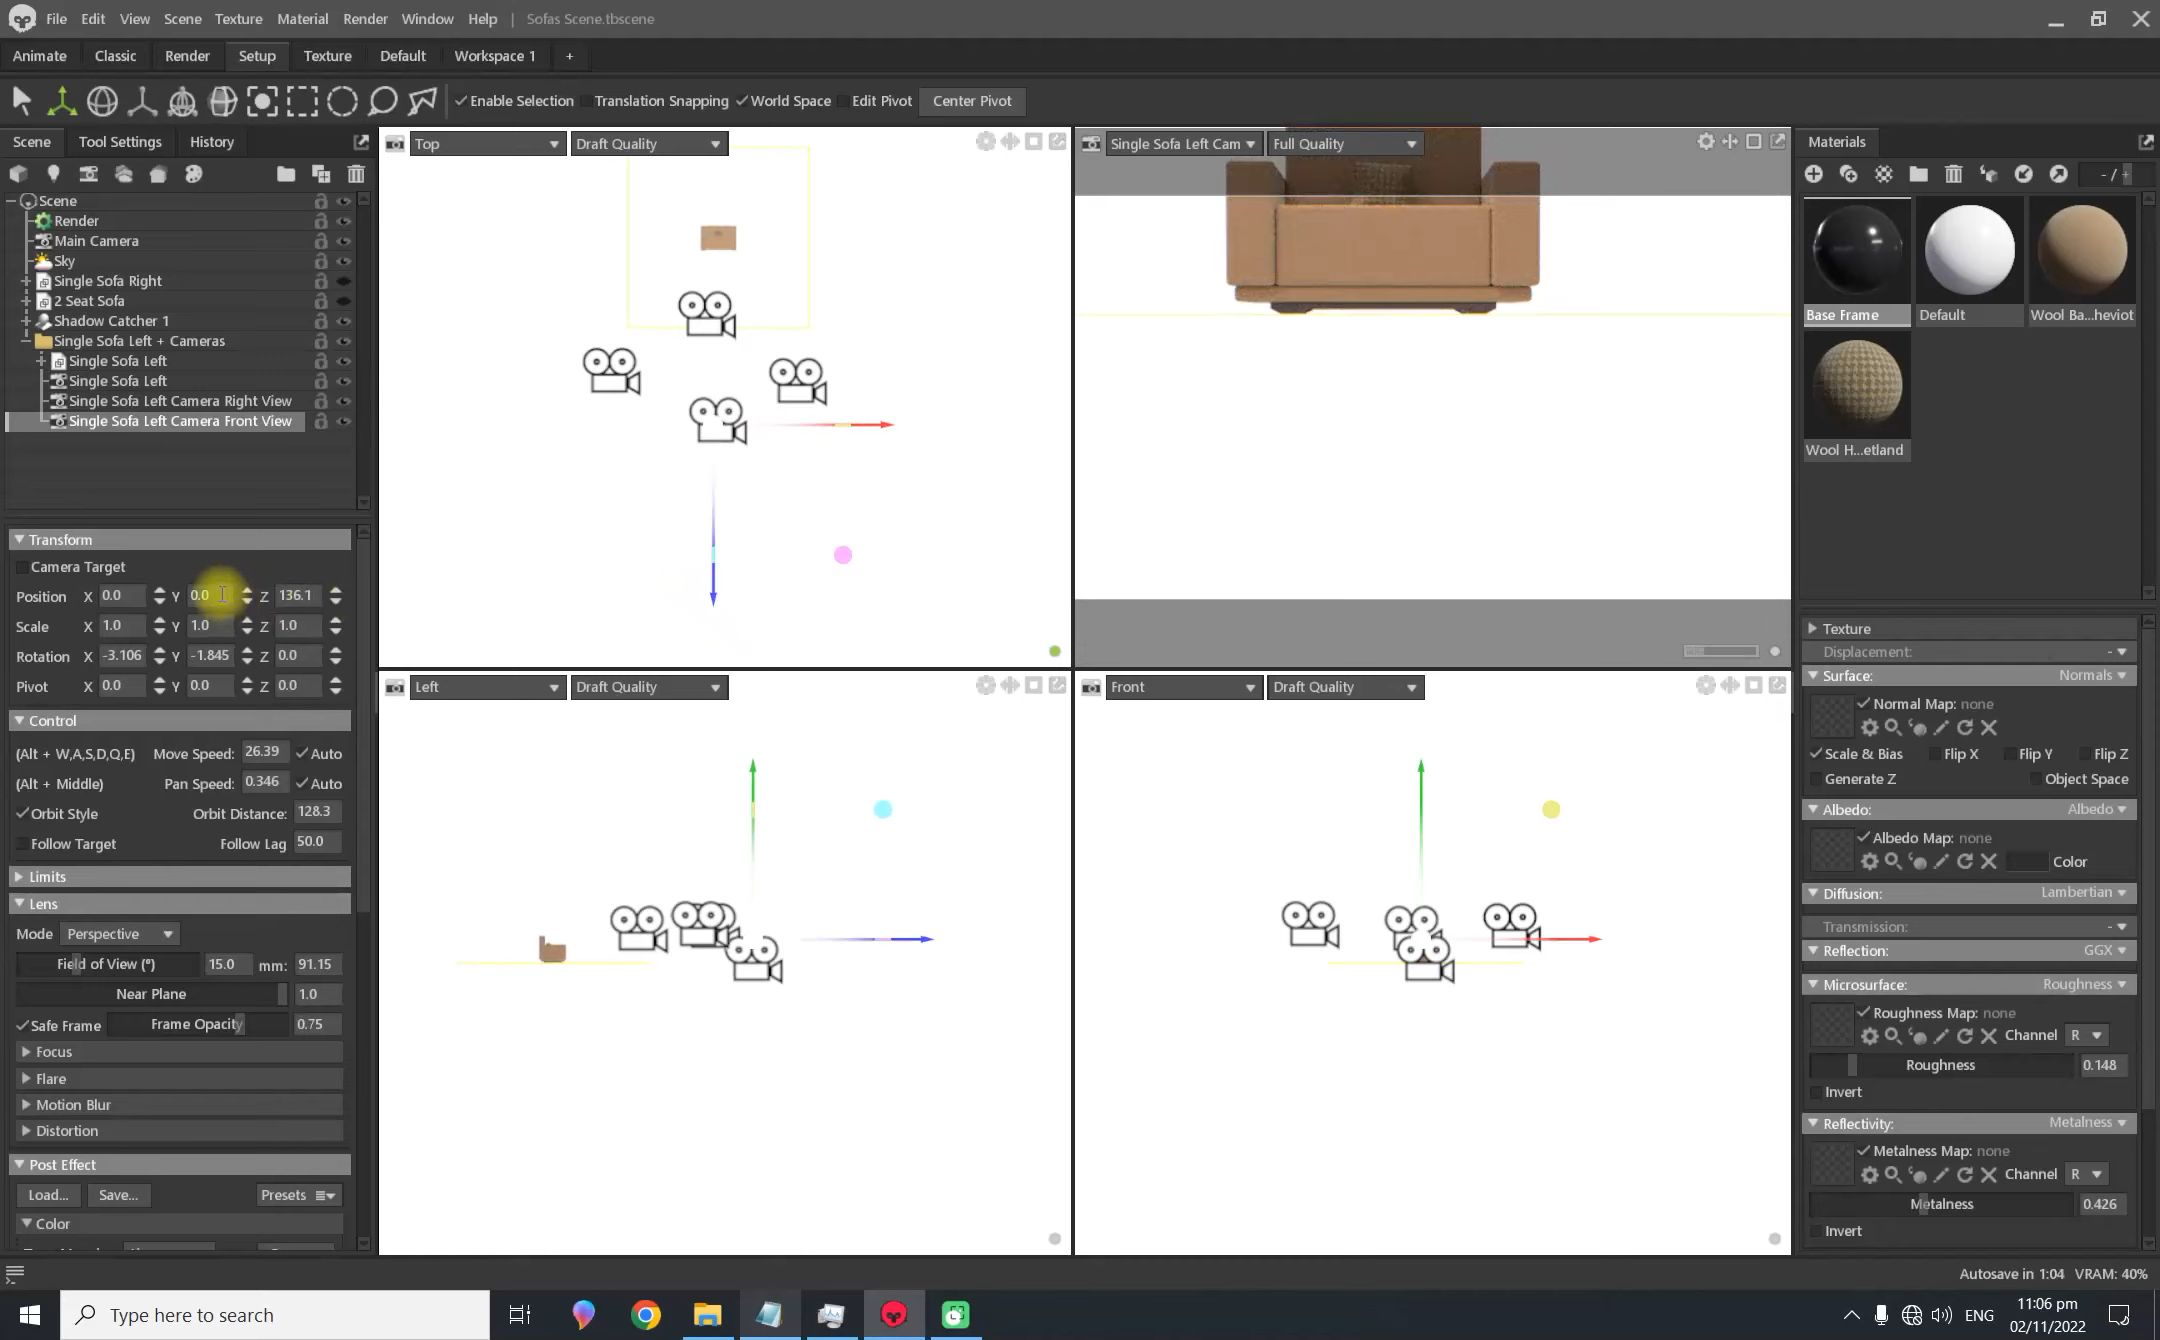 File Edit View Scene Texture Material Render Window Help | Sofas Scene.tbscene
Animate Classic Render Setup Texture Default Workspace 1 +
Enable Selection Translation Snapping World Space Edit Pivot Center Pivot
Scene Tool Settings History
Scene
Render
Main Camera
Sky
Single Sofa Right
2 Seat Sofa
Shadow Catcher 1
Single Sofa Left + Cameras
Single Sofa Left
Single Sofa Left
Single Sofa Left Camera Right View
Single Sofa Left Camera Front View
Transform
Camera Target
Position X 0.0 Y 0.0 Z 136.1
Scale X 1.0 Y 1.0 Z 1.0
Rotation X -3.106 Y -1.845 Z 0.0
Pivot X 0.0 Y 0.0 Z 0.0
Control
(Alt + W,A,S,D,Q,E) Move Speed: 26.39 Auto
(Alt + Middle) Pan Speed: 0.346 Auto
Orbit Style Orbit Distance: 128.3
Follow Target Follow Lag 50.0
Limits
Lens
Mode Perspective
Field of View (°) 15.0 mm: 91.15
Near Plane 1.0
Safe Frame Frame Opacity 0.75
Focus
Flare
Motion Blur
Distortion
Post Effect
Load... Save... Presets
Color
Top Draft Quality
Single Sofa Left Cam Full Quality
Left Draft Quality
Front Draft Quality
Materials
- / +
Base Frame Default Wool Ba...heviot
Wool H...etland
Texture
Displacement: -
Surface: Normals
Normal Map: none
Scale & Bias Flip X Flip Y Flip Z
Generate Z Object Space
Albedo: Albedo
Albedo Map: none
Color
Diffusion: Lambertian
Transmission: -
Reflection: GGX
Microsurface: Roughness
Roughness Map: none
Channel R
Roughness 0.148
Invert
Reflectivity: Metalness
Metalness Map: none
Channel R
Metalness 0.426
Invert
Autosave in 1:04 VRAM: 40%
Type here to search
ENG
11:06 pm
02/11/2022